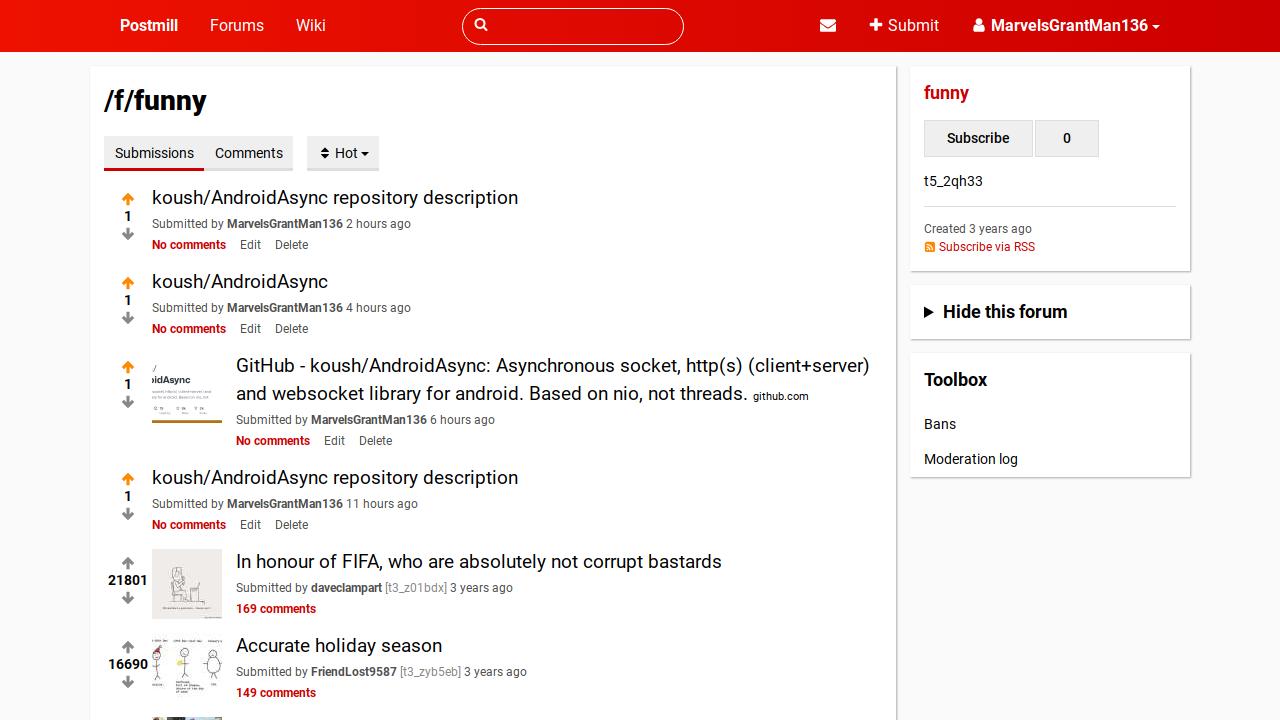 Postmill
Forums
Wiki
Submit
MarvelsGrantMan136
/f/funny
Submissions
Comments
Hot
1
koush/AndroidAsync repository description
Submitted by MarvelsGrantMan136 2 hours ago
No comments Edit Delete
1
koush/AndroidAsync
Submitted by MarvelsGrantMan136 4 hours ago
No comments Edit Delete
1
GitHub - koush/AndroidAsync: Asynchronous socket, http(s) (client+server)
and websocket library for android. Based on nio, not threads. github.com
Submitted by MarvelsGrantMan136 6 hours ago
No comments Edit Delete
1
koush/AndroidAsync repository description
Submitted by MarvelsGrantMan136 11 hours ago
No comments Edit Delete
21801
In honour of FIFA, who are absolutely not corrupt bastards
Submitted by daveclampart [t3_z01bdx] 3 years ago
169 comments
16690
Accurate holiday season
Submitted by FriendLost9587 [t3_zyb5eb] 3 years ago
149 comments
funny
Subscribe 0
t5_2qh33
Created 3 years ago
Subscribe via RSS
Hide this forum
Toolbox
Bans
Moderation log